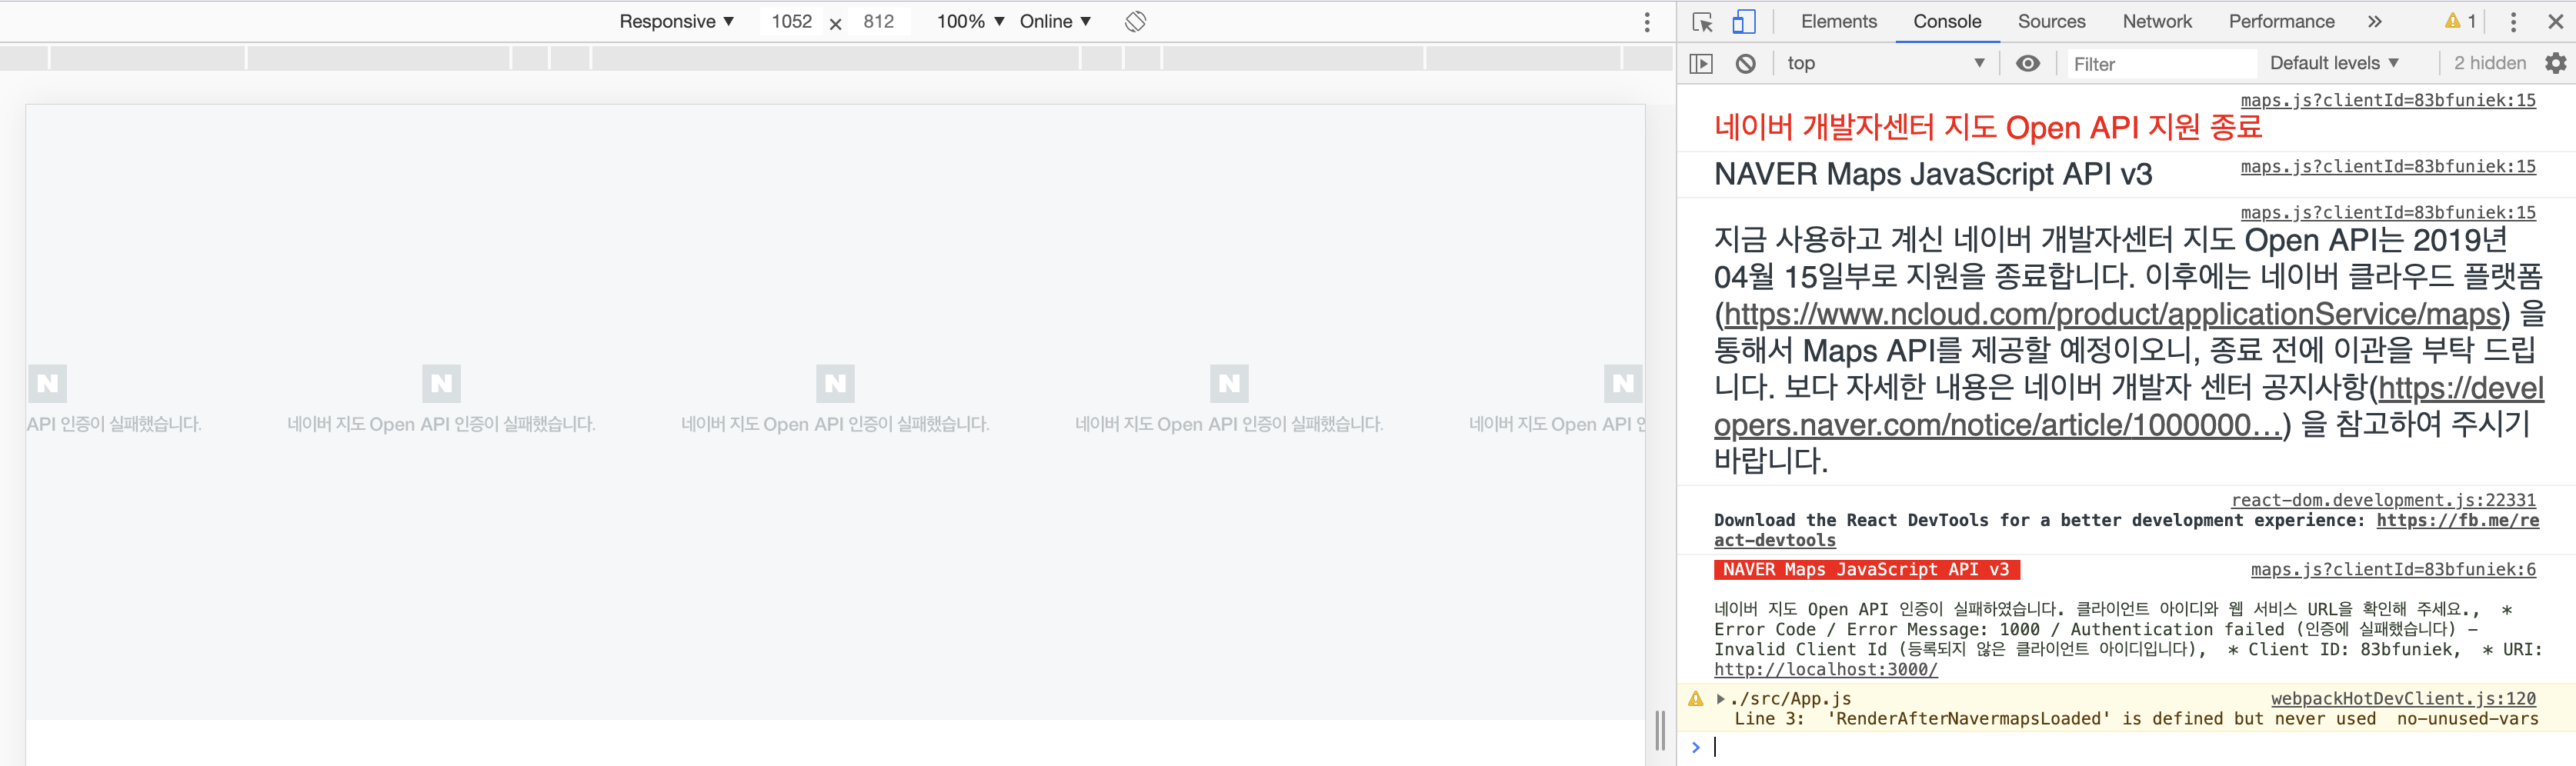 Responsive ▼ 1052 × 812 100% ▼ Online ▼
Elements Console Sources Network Performance » 1
top ▼ Filter Default levels ▼ 2 hidden
N N N N N
API 인증이 실패했습니다. 네이버 지도 Open API 인증이 실패했습니다. 네이버 지도 Open API 인증이 실패했습니다. 네이버 지도 Open API 인증이 실패했습니다. 네이버 지도 Open API
maps.js?clientId=83bfuniek:15
네이버 개발자센터 지도 Open API 지원 종료
maps.js?clientId=83bfuniek:15
NAVER Maps JavaScript API v3
maps.js?clientId=83bfuniek:15
지금 사용하고 계신 네이버 개발자센터 지도 Open API는 2019년
04월 15일부로 지원을 종료합니다. 이후에는 네이버 클라우드 플랫폼
(https://www.ncloud.com/product/applicationService/maps) 을
통해서 Maps API를 제공할 예정이오니, 종료 전에 이관을 부탁 드립
니다. 보다 자세한 내용은 네이버 개발자 센터 공지사항(https://devel
opers.naver.com/notice/article/1000000…) 을 참고하여 주시기
바랍니다.
react-dom.development.js:22331
Download the React DevTools for a better development experience: https://fb.me/re
act-devtools
NAVER Maps JavaScript API v3 maps.js?clientId=83bfuniek:6
네이버 지도 Open API 인증이 실패하였습니다. 클라이언트 아이디와 웹 서비스 URL을 확인해 주세요., *
Error Code / Error Message: 1000 / Authentication failed (인증에 실패했습니다) -
Invalid Client Id (등록되지 않은 클라이언트 아이디입니다), * Client ID: 83bfuniek, * URI:
http://localhost:3000/
▶./src/App.js webpackHotDevClient.js:120
Line 3: 'RenderAfterNavermapsLoaded' is defined but never used no-unused-vars
>